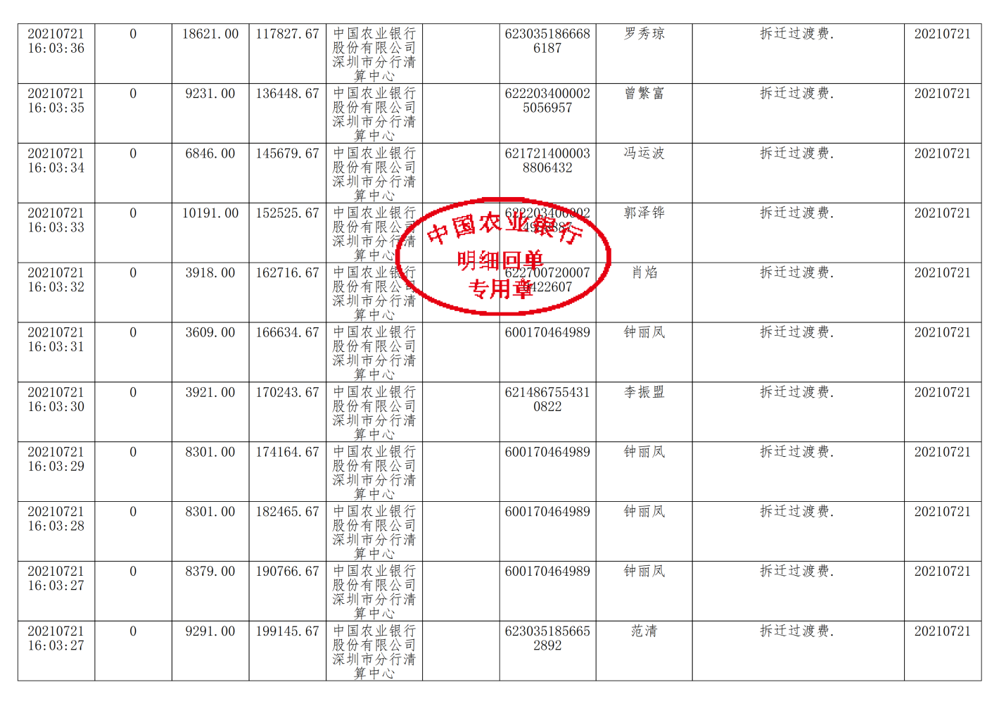 20210721 0 18621.00 117827.67 中国农业银行 623035186668 罗秀琼 拆迁过渡费. 20210721
16:03:36 股份有限公司 6187
深圳市分行清
算中心
20210721 0 9231.00 136448.67 中国农业银行 622203400002 曾繁富 拆迁过渡费. 20210721
16:03:35 股份有限公司 5056957
深圳市分行清
算中心
20210721 0 6846.00 145679.67 中国农业银行 621721400003 冯运波 拆迁过渡费. 20210721
16:03:34 股份有限公司 8806432
深圳市分行清
算中心
20210721 0 10191.00 152525.67 中国农业银行 622203400002 郭泽铧 拆迁过渡费. 20210721
16:03:33 股份有限公司
深圳市分行清
算中心
中国农业银行
明细回单
专用章
20210721 0 3918.00 162716.67 中国农业银行 622700720007 肖焰 拆迁过渡费. 20210721
16:03:32 股份有限公司 0422607
深圳市分行清
算中心
20210721 0 3609.00 166634.67 中国农业银行 600170464989 钟丽凤 拆迁过渡费. 20210721
16:03:31 股份有限公司
深圳市分行清
算中心
20210721 0 3921.00 170243.67 中国农业银行 621486755431 李振盟 拆迁过渡费. 20210721
16:03:30 股份有限公司 0822
深圳市分行清
算中心
20210721 0 8301.00 174164.67 中国农业银行 600170464989 钟丽凤 拆迁过渡费. 20210721
16:03:29 股份有限公司
深圳市分行清
算中心
20210721 0 8301.00 182465.67 中国农业银行 600170464989 钟丽凤 拆迁过渡费. 20210721
16:03:28 股份有限公司
深圳市分行清
算中心
20210721 0 8379.00 190766.67 中国农业银行 600170464989 钟丽凤 拆迁过渡费. 20210721
16:03:27 股份有限公司
深圳市分行清
算中心
20210721 0 9291.00 199145.67 中国农业银行 623035185665 范清 拆迁过渡费. 20210721
16:03:27 股份有限公司 2892
深圳市分行清
算中心